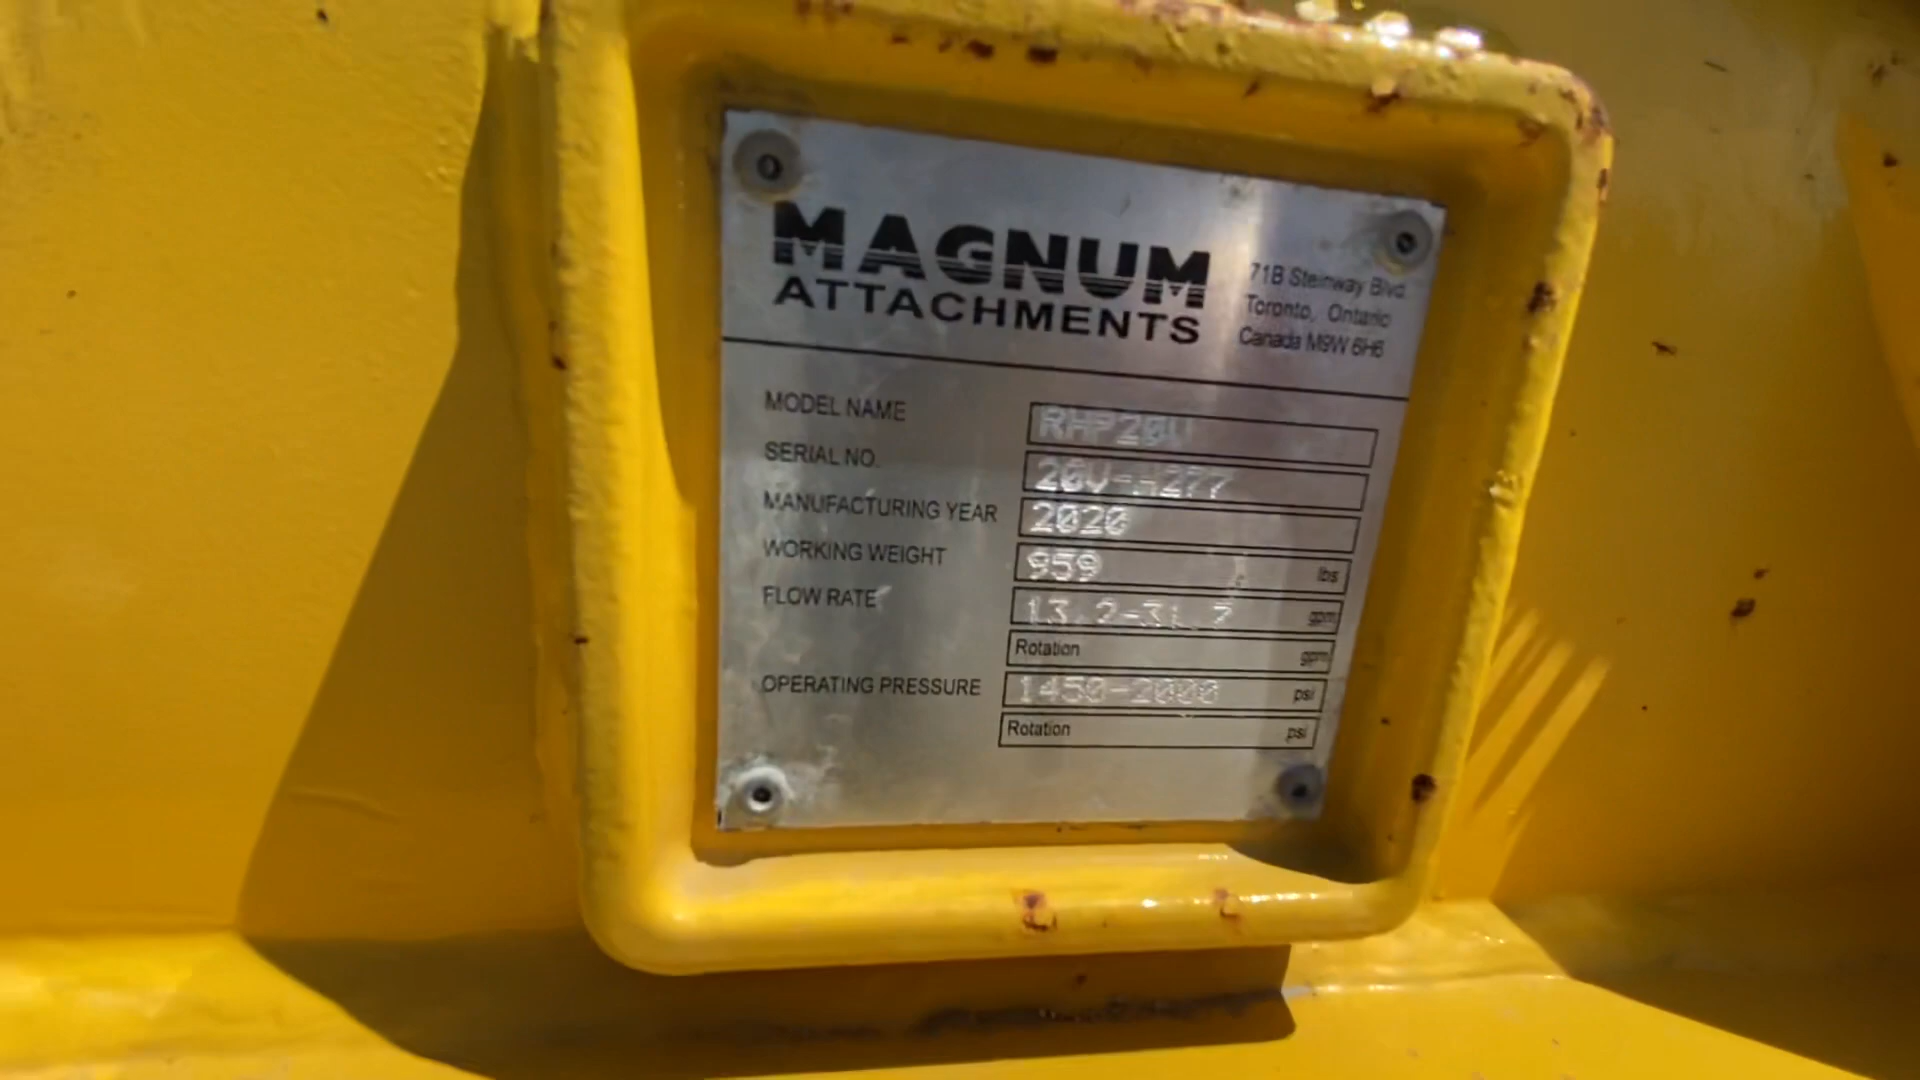 MAGNUM
ATTACHMENTS
71B Steinway Blvd.
Toronto, Ontario
Canada M9W 6H6
MODEL NAME RHP20V
SERIAL NO. 20V-H277
MANUFACTURING YEAR 2020
WORKING WEIGHT 959 lbs
FLOW RATE 13.2-31.7 gpm
Rotation gpm
OPERATING PRESSURE 1450-2000 psi
Rotation psi